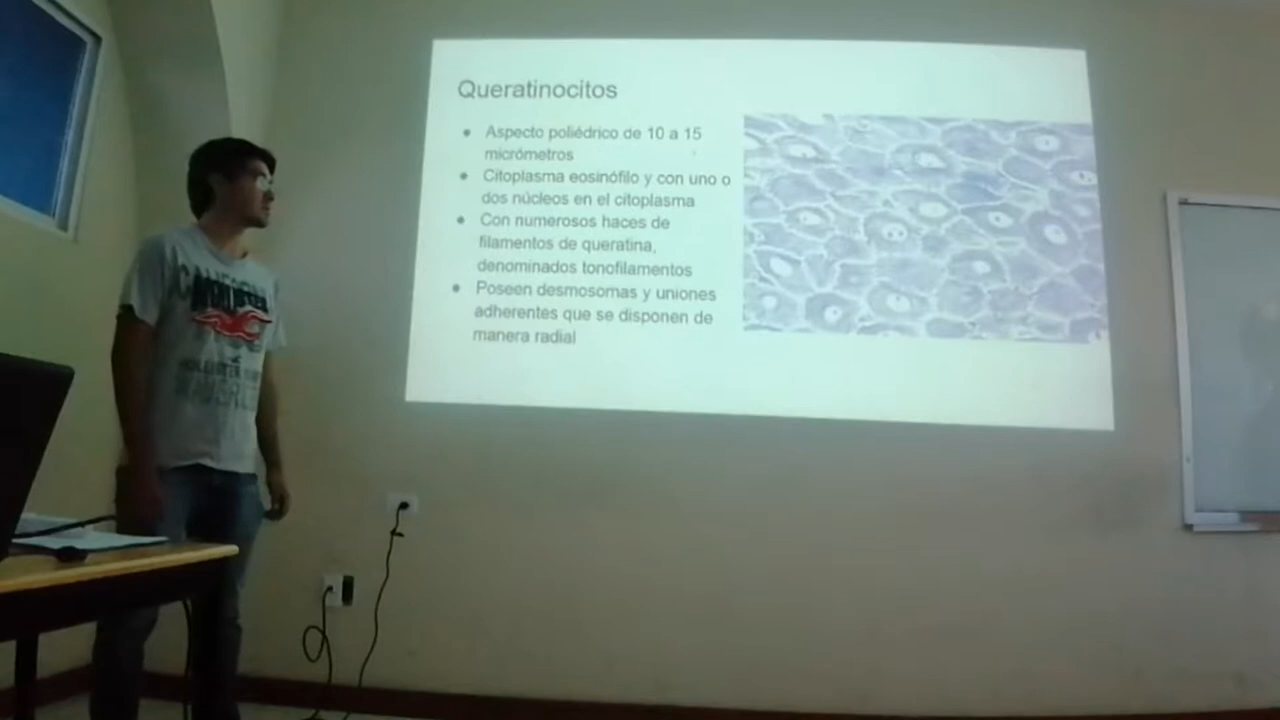 Queratinocitos
Aspecto poliédrico de 10 a 15
micrómetros
Citoplasma eosinófilo y con uno o
dos núcleos en el citoplasma
Con numerosos haces de
filamentos de queratina,
denominados tonofilamentos
Poseen desmosomas y uniones
adherentes que se disponen de
manera radial